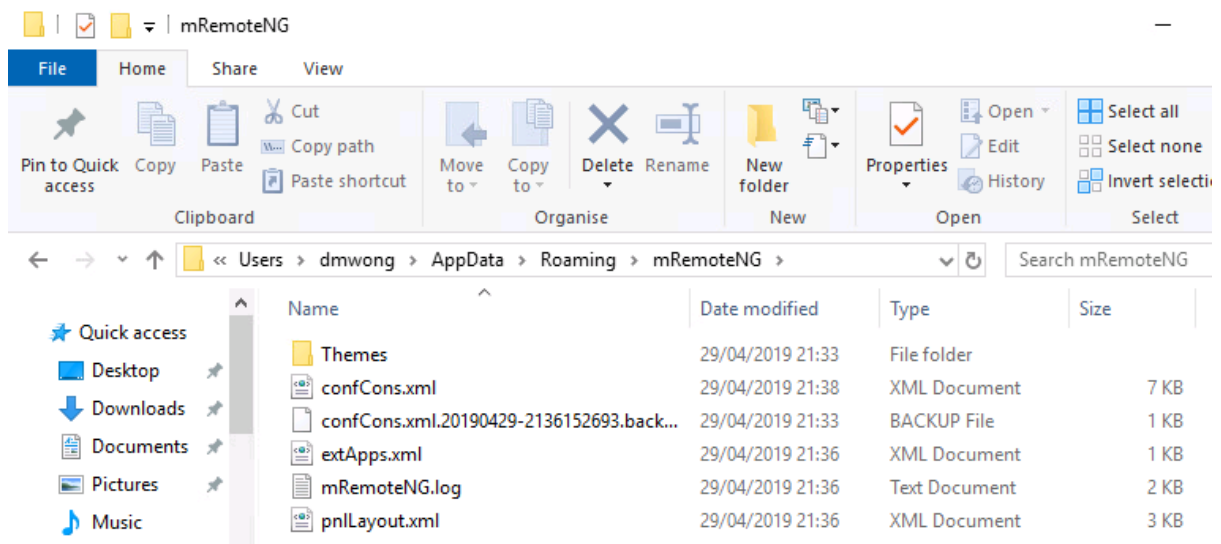 mRemoteNG
File Home Share View
Pin to Quick access
Copy
Paste
Cut
Copy path
Paste shortcut
Clipboard
Move to
Copy to
Delete
Rename
Organise
New folder
New
Properties
Open
Edit
History
Open
Select all
Select none
Invert selecti
Select
« Users > dmwong > AppData > Roaming > mRemoteNG >
Search mRemoteNG
Quick access
Desktop
Downloads
Documents
Pictures
Music
Name Date modified Type Size
Themes 29/04/2019 21:33 File folder
confCons.xml 29/04/2019 21:38 XML Document 7 KB
confCons.xml.20190429-2136152693.back... 29/04/2019 21:33 BACKUP File 1 KB
extApps.xml 29/04/2019 21:36 XML Document 1 KB
mRemoteNG.log 29/04/2019 21:36 Text Document 2 KB
pnlLayout.xml 29/04/2019 21:36 XML Document 3 KB